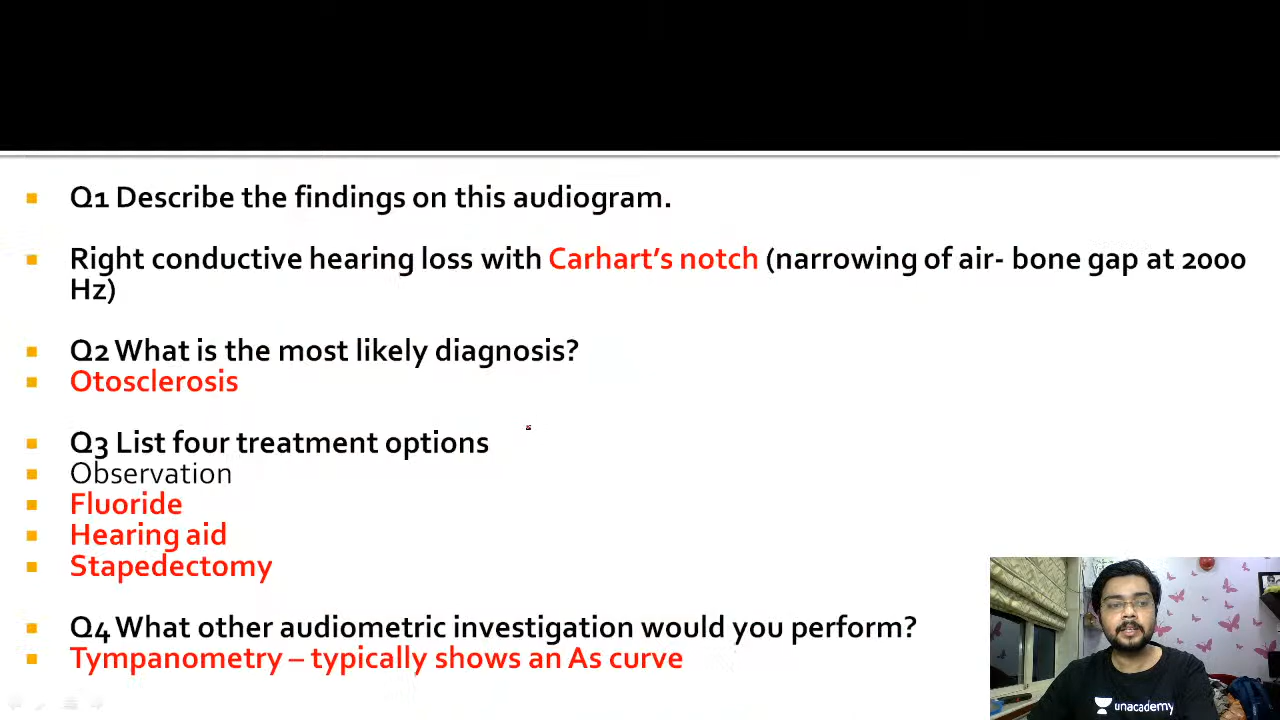 Q1 Describe the findings on this audiogram.
Right conductive hearing loss with Carhart's notch (narrowing of air- bone gap at 2000
Hz)
Q2 What is the most likely diagnosis?
Otosclerosis
Q3 List four treatment options
Observation
Fluoride
Hearing aid
Stapedectomy
Q4 What other audiometric investigation would you perform?
Tympanometry – typically shows an As curve
unacademy